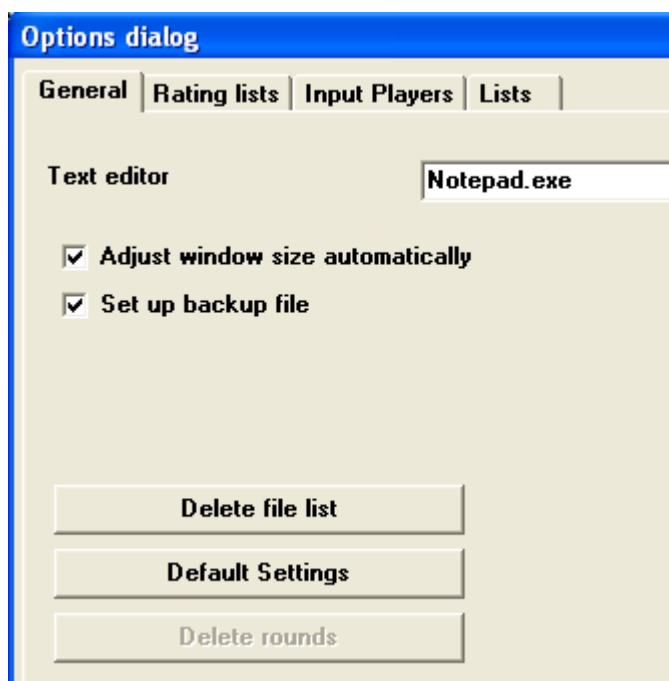 Options dialog
General Rating lists Input Players Lists
Text editor Notepad.exe
Adjust window size automatically
Set up backup file
Delete file list
Default Settings
Delete rounds